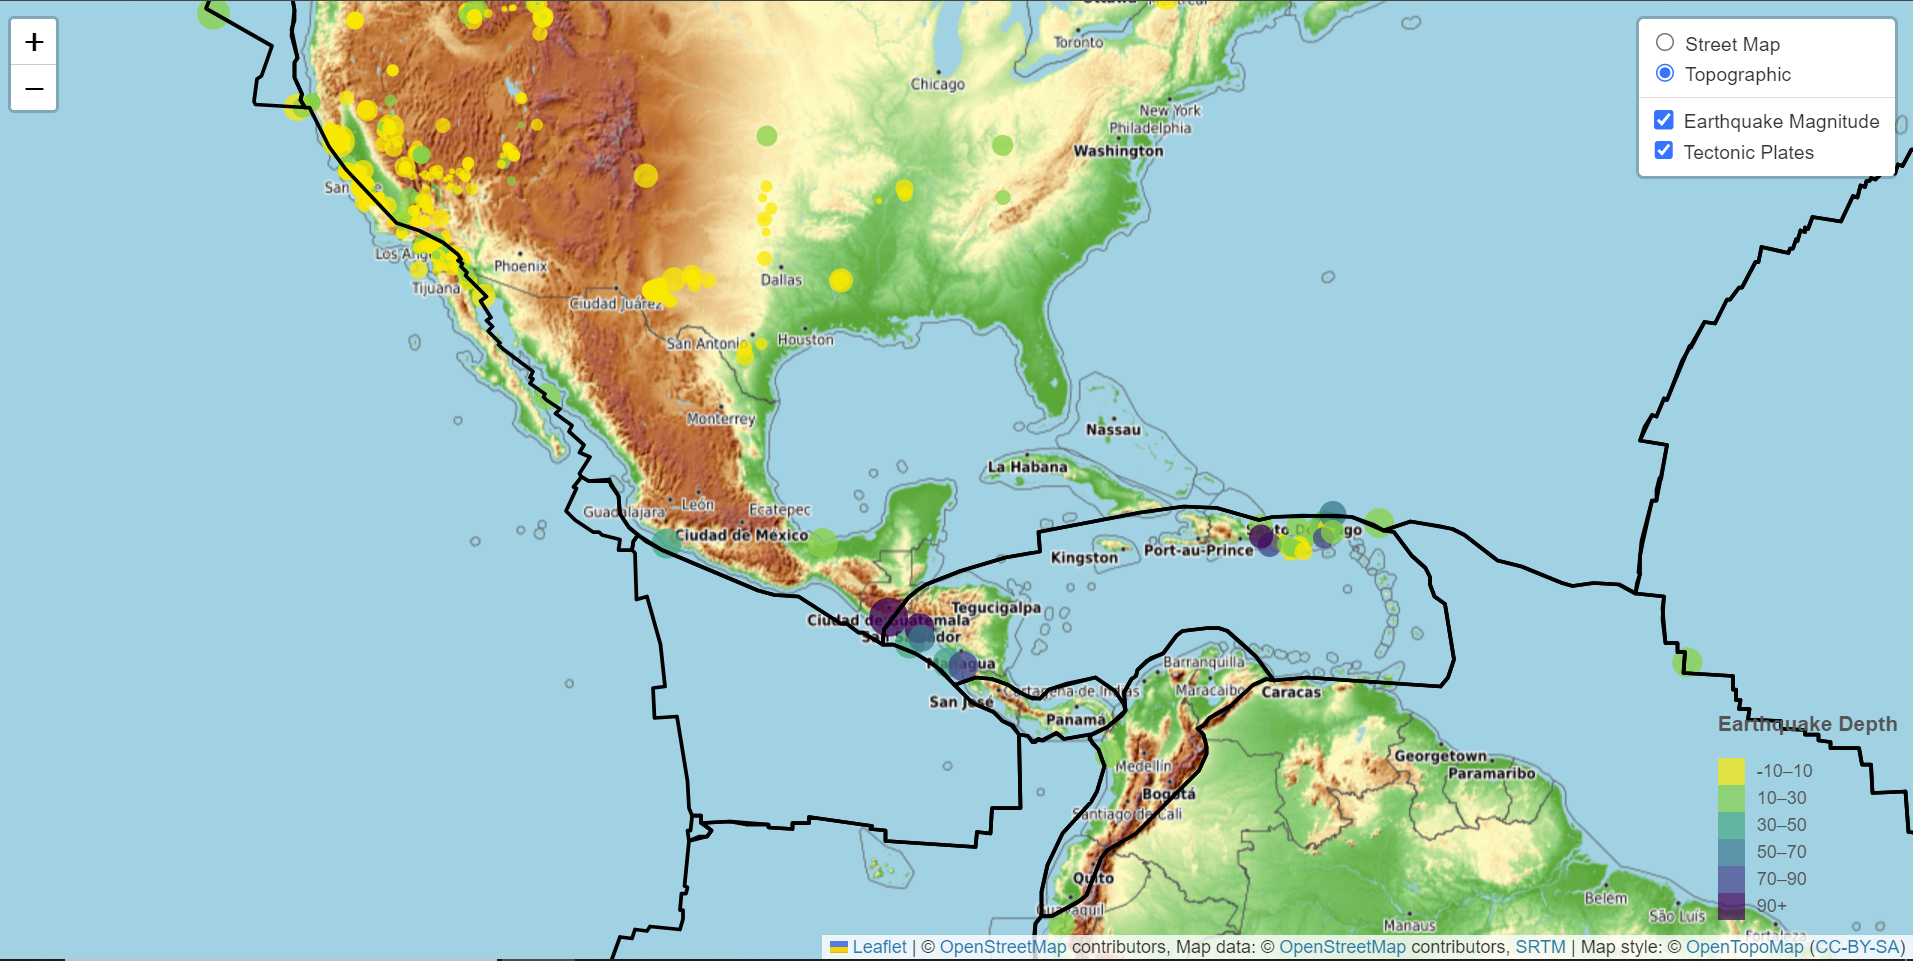 +
−
Street Map
Topographic
Earthquake Magnitude
Tectonic Plates
Toronto
Chicago
New York
Philadelphia
Washington
Los Ang
Phoenix
Tijuana
Ciudad Juárez
Dallas
San Antonio
Houston
Monterrey
Nassau
La Habana
León
Guadalajara
Ecatepec
Ciudad de México
Kingston
Port-au-Prince
Tegucigalpa
Ciudad de Guatemala
Managua
San José
Cartagena de Indias
Panamá
Barranquilla
Maracaibo
Caracas
Medellín
Bogotá
Santiago de Cali
Quito
Guayaquil
Georgetown
Paramaribo
Belém
São Luís
Manaus
Fortaleza
Earthquake Depth
-10–10
10–30
30–50
50–70
70–90
90+
Leaflet | © OpenStreetMap contributors, Map data: © OpenStreetMap contributors, SRTM | Map style: © OpenTopoMap (CC-BY-SA)